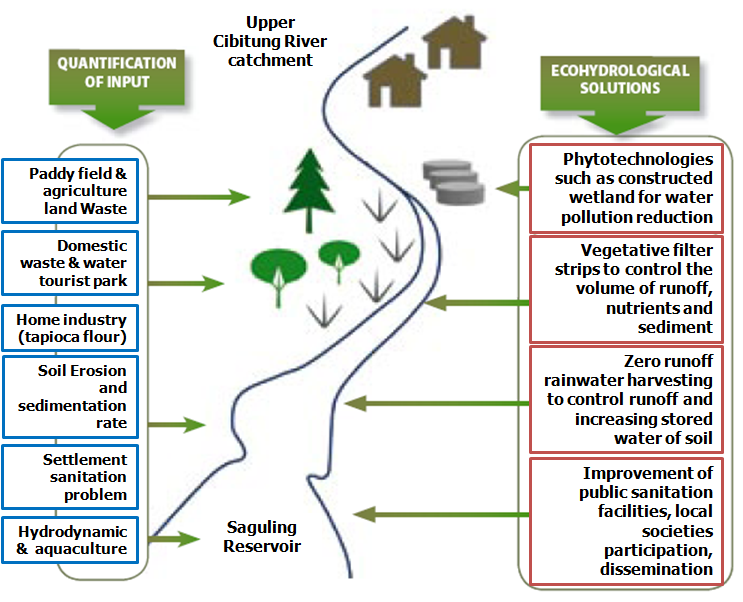 Upper
Cibitung River
catchment
QUANTIFICATION
OF INPUT
Paddy field &
agriculture
land Waste
Domestic
waste & water
tourist park
Home industry
(tapioca flour)
Soil Erosion
and
sedimentation
rate
Settlement
sanitation
problem
Hydrodynamic
& aquaculture
Saguling
Reservoir
ECOHYDROLOGICAL
SOLUTIONS
Phytotechnologies
such as constructed
wetland for water
pollution reduction
Vegetative filter
strips to control the
volume of runoff,
nutrients and
sediment
Zero runoff
rainwater harvesting
to control runoff and
increasing stored
water of soil
Improvement of
public sanitation
facilities, local
societies
participation,
dissemination